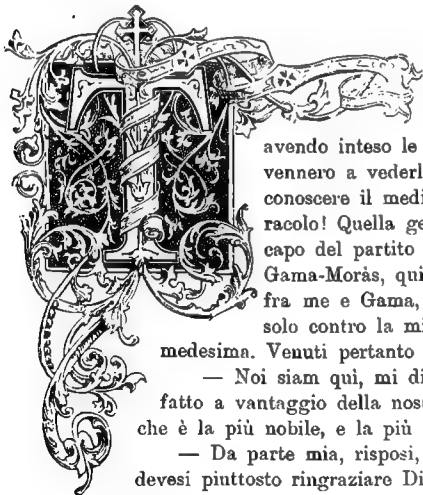 T
avendo inteso le
vennero a vederl
conoscere il medi
racolo! Quella ge
capo del partito
Gama-Moràs, qui
fra me e Gama,
solo contro la mi
medesima. Venuti pertanto
— Noi siam quì, mi di
fatto a vantaggio della nos
che è la più nobile, e la più
— Da parte mia, risposi,
devesi piuttosto ringraziare Di